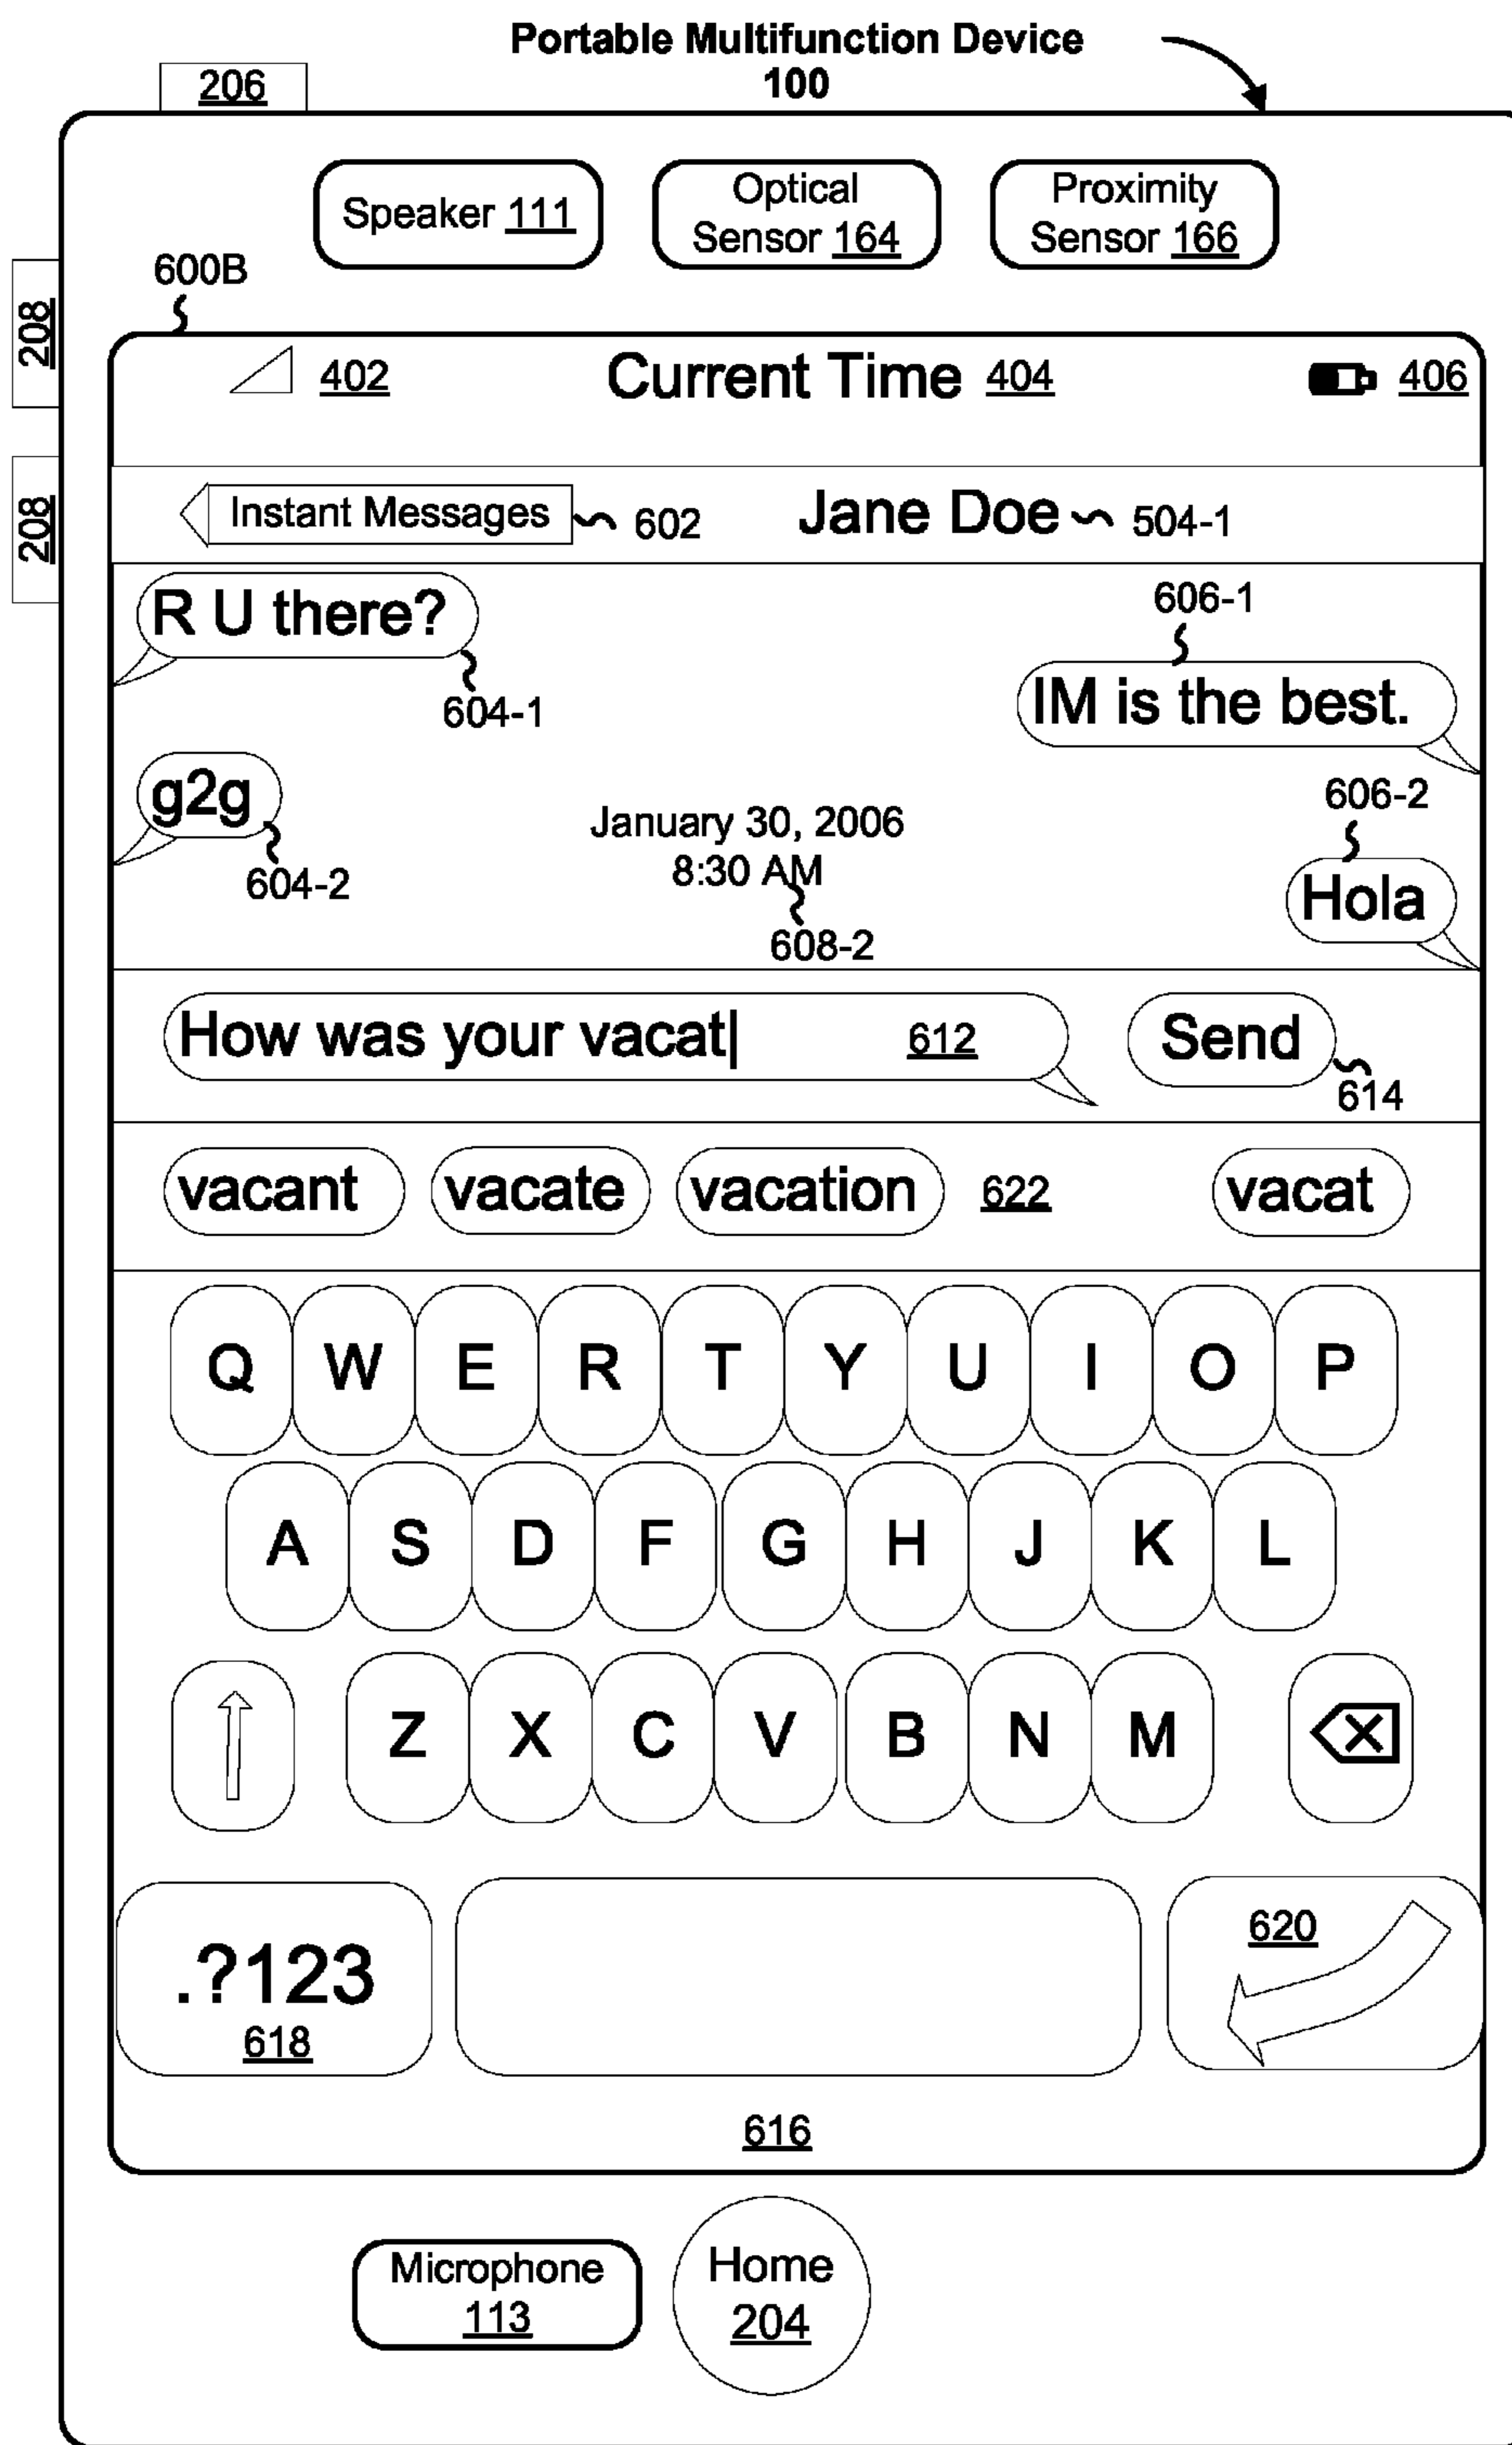 Portable Multifunction Device
100
206
Speaker 111
Optical
Sensor 164
Proximity
Sensor 166
600B
208
208
402
Current Time 404
406
Instant Messages
602
Jane Doe
504-1
R U there?
604-1
606-1
IM is the best.
g2g
604-2
January 30, 2006
8:30 AM
608-2
606-2
Hola
How was your vacat
612
Send
614
vacant
vacate
vacation
622
vacat
Q W E R T Y U I O P
A S D F G H J K L
Z X C V B N M
.?123
618
620
616
Microphone
113
Home
204